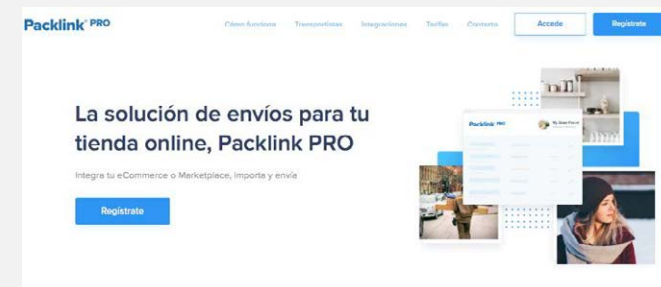 Packlink PRO
Cómo funciona Transportistas Integraciones Tarifas Contacto
Accede
Regístrate
La solución de envíos para tu
tienda online, Packlink PRO
Integra tu eCommerce o Marketplace, importa y envía
Regístrate
Packlink PRO